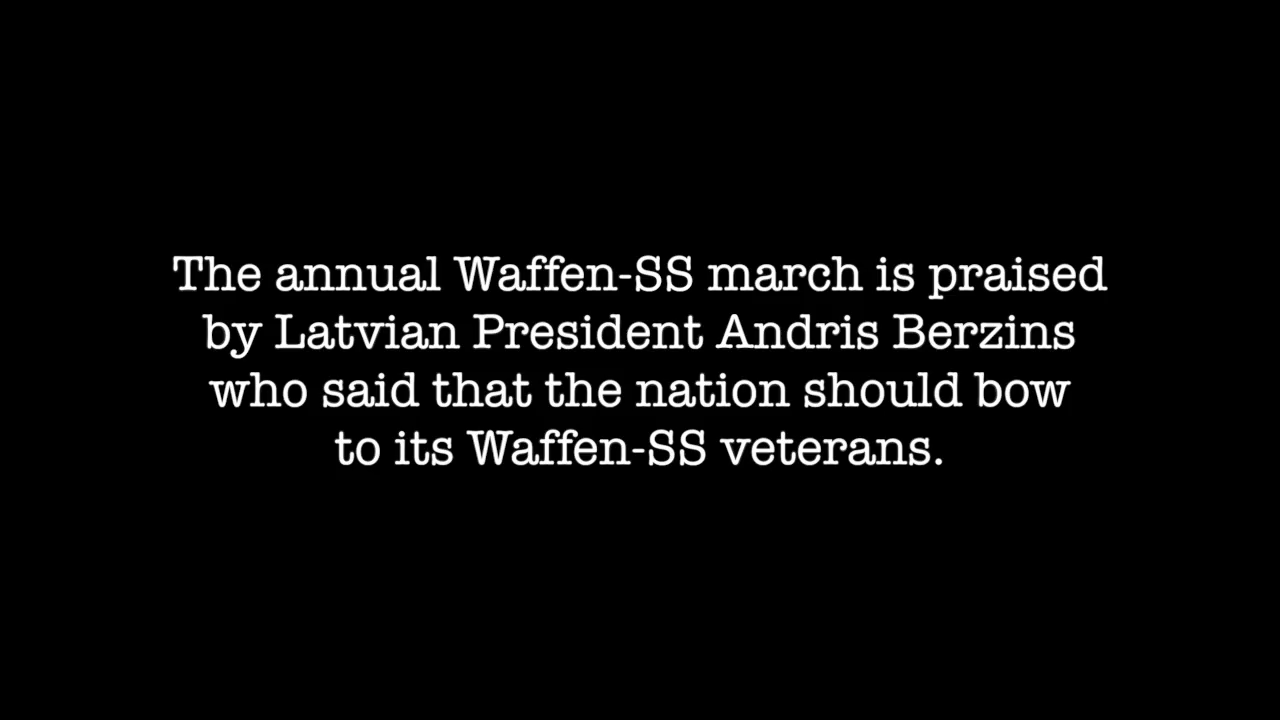 The annual Waffen-SS march is praised
by Latvian President Andris Berzins
who said that the nation should bow
to its Waffen-SS veterans.